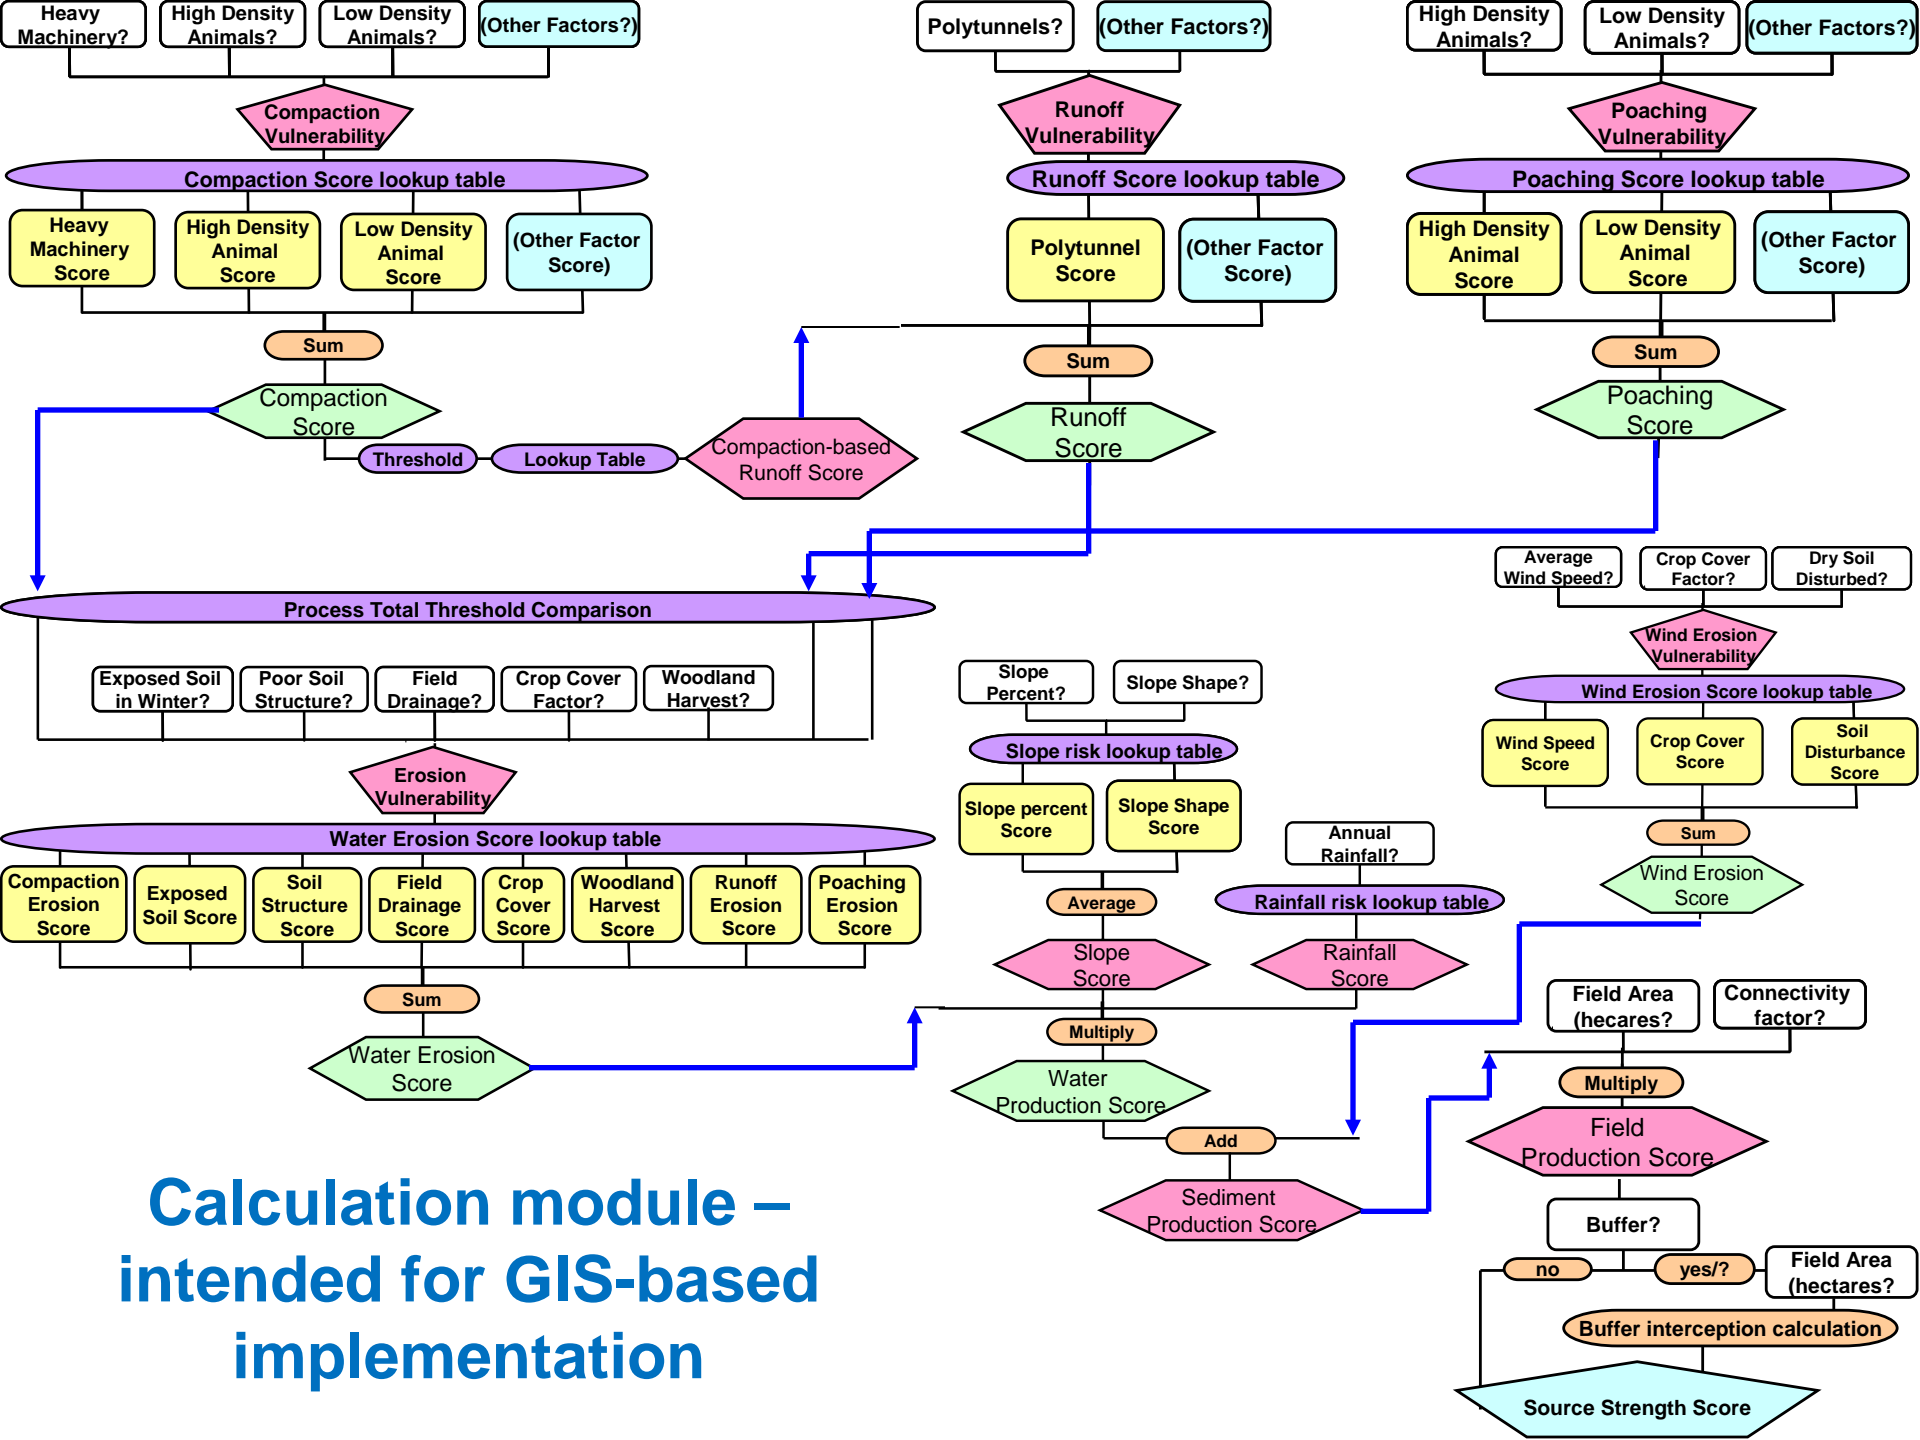 Heavy
Machinery?
High Density
Animals?
Low Density
Animals?
(Other Factors?)
Compaction
Vulnerability
Compaction Score lookup table
Heavy
Machinery
Score
High Density
Animal
Score
Low Density
Animal
Score
(Other Factor
Score)
Sum
Compaction
Score
Threshold
Lookup Table
Compaction-based
Runoff Score
Polytunnels?
(Other Factors?)
Runoff
Vulnerability
Runoff Score lookup table
Polytunnel
Score
(Other Factor
Score)
Sum
Runoff
Score
High Density
Animals?
Low Density
Animals?
(Other Factors?)
Poaching
Vulnerability
Poaching Score lookup table
High Density
Animal
Score
Low Density
Animal
Score
(Other Factor
Score)
Sum
Poaching
Score
Process Total Threshold Comparison
Exposed Soil
in Winter?
Poor Soil
Structure?
Field
Drainage?
Crop Cover
Factor?
Woodland
Harvest?
Erosion
Vulnerability
Water Erosion Score lookup table
Compaction
Erosion
Score
Exposed
Soil Score
Soil
Structure
Score
Field
Drainage
Score
Crop
Cover
Score
Woodland
Harvest
Score
Runoff
Erosion
Score
Poaching
Erosion
Score
Sum
Water Erosion
Score
Slope
Percent?
Slope Shape?
Slope risk lookup table
Slope percent
Score
Slope Shape
Score
Average
Slope
Score
Annual
Rainfall?
Rainfall risk lookup table
Rainfall
Score
Multiply
Water
Production Score
Add
Sediment
Production Score
Average
Wind Speed?
Crop Cover
Factor?
Dry Soil
Disturbed?
Wind Erosion
Vulnerability
Wind Erosion Score lookup table
Wind Speed
Score
Crop Cover
Score
Soil
Disturbance
Score
Sum
Wind Erosion
Score
Field Area
(hecares?
Connectivity
factor?
Multiply
Field
Production Score
Buffer?
no
yes/?
Field Area
(hectares?
Buffer interception calculation
Source Strength Score
Calculation module –
intended for GIS-based
implementation